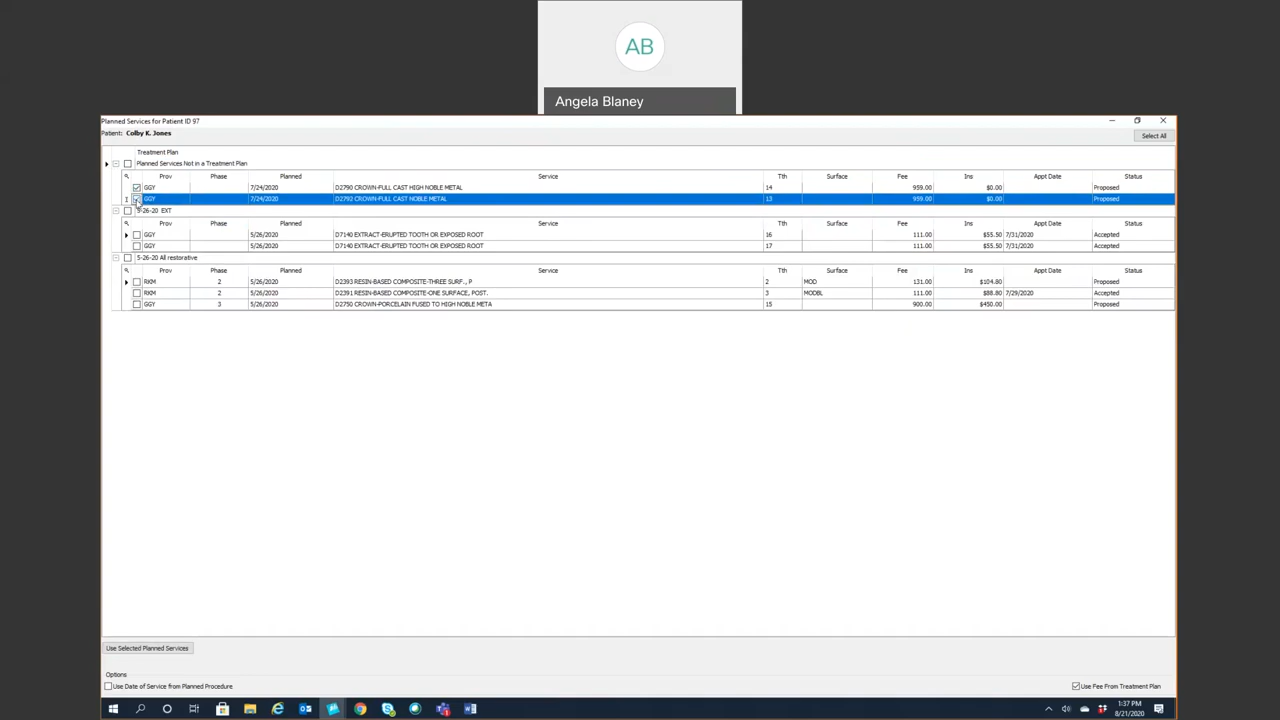 AB
Angela Blaney
Planned Services for Patient ID 97
Patient: Colby K. Jones
Select All
Treatment Plan
Planned Services Not in a Treatment Plan
Prov Phase Planned Service Tth Surface Fee Ins Appt Date Status
GGY 7/24/2020 D2790 CROWN-FULL CAST HIGH NOBLE METAL 14 959.00 $0.00 Proposed
GGY 7/24/2020 D2792 CROWN-FULL CAST NOBLE METAL 13 959.00 $0.00 Proposed
5-26-20 EXT
Prov Phase Planned Service Tth Surface Fee Ins Appt Date Status
GGY 5/26/2020 D7140 EXTRACT-ERUPTED TOOTH OR EXPOSED ROOT 16 111.00 $55.50 7/31/2020 Accepted
GGY 5/26/2020 D7140 EXTRACT-ERUPTED TOOTH OR EXPOSED ROOT 17 111.00 $55.50 7/31/2020 Accepted
5-26-20 All restorative
Prov Phase Planned Service Tth Surface Fee Ins Appt Date Status
RKM 2 5/26/2020 D2393 RESIN-BASED COMPOSITE-THREE SURF., P 2 MOD 131.00 $104.80 Proposed
RKM 2 5/26/2020 D2391 RESIN-BASED COMPOSITE-ONE SURFACE, POST. 3 MODBL 111.00 $88.80 7/29/2020 Accepted
GGY 3 5/26/2020 D2750 CROWN-PORCELAIN FUSED TO HIGH NOBLE META 15 900.00 $450.00 Proposed
Use Selected Planned Services
Options
Use Date of Service from Planned Procedure
Use Fee From Treatment Plan
1:37 PM
8/21/2020